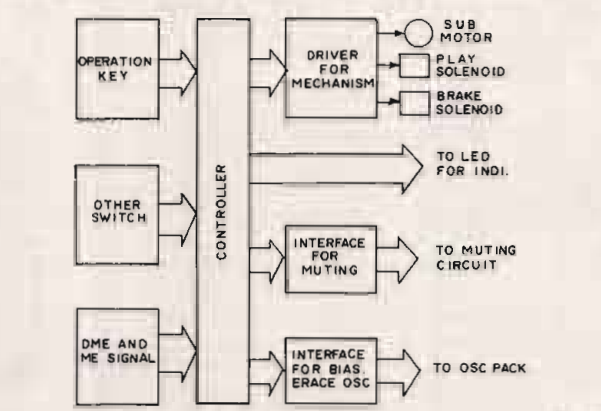 OPERATION
KEY
OTHER
SWITCH
DME AND
ME SIGNAL
CONTROLLER
DRIVER
FOR
MECHANISM
SUB
MOTOR
PLAY
SOLENOID
BRAKE
SOLENOID
TO LED
FOR INDI.
INTERFACE
FOR
MUTING
TO MUTING
CIRCUIT
INTERFACE
FOR BIAS.
ERACE OSC
TO OSC PACK